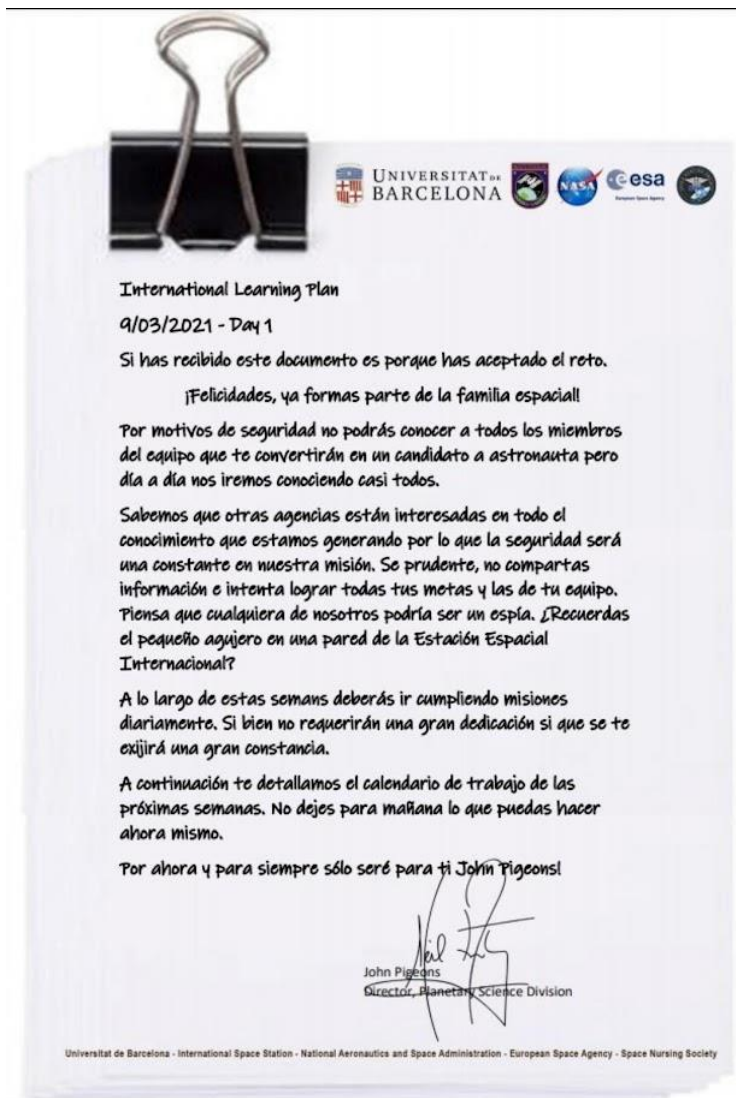 UNIVERSITAT DE
BARCELONA
NASA
esa
European Space Agency
International Learning Plan
9/03/2021 - Day 1
Si has recibido este documento es porque has aceptado el reto.
¡Felicidades, ya formas parte de la familia espacial!
Por motivos de seguridad no podrás conocer a todos los miembros
del equipo que te convertirán en un candidato a astronauta pero
día a día nos iremos conociendo casi todos.
Sabemos que otras agencias están interesadas en todo el
conocimiento que estamos generando por lo que la seguridad será
una constante en nuestra misión. Se prudente, no compartas
información e intenta lograr todas tus metas y las de tu equipo.
Piensa que cualquiera de nosotros podría ser un espía. ¿Recuerdas
el pequeño agujero en una pared de la Estación Espacial
Internacional?
A lo largo de estas semans deberás ir cumpliendo misiones
diariamente. Si bien no requerirán una gran dedicación si que se te
exijirá una gran constancia.
A continuación te detallamos el calendario de trabajo de las
próximas semanas. No dejes para mañana lo que puedas hacer
ahora mismo.
Por ahora y para siempre sólo seré para ti John Pigeons!
Neil
John Pigeons
Director, Planetary Science Division
Universitat de Barcelona - International Space Station - National Aeronautics and Space Administration - European Space Agency - Space Nursing Society